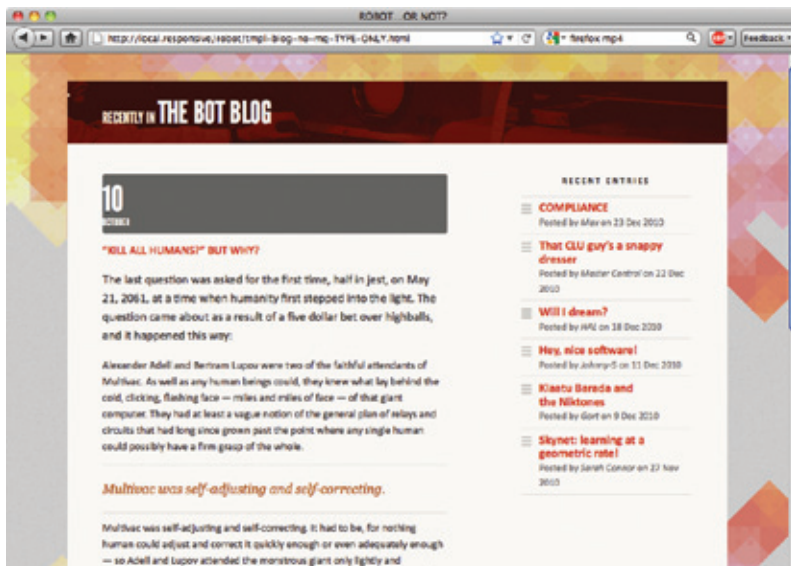 ROBOT...OR NOT?
http://local.responsive/robot/tmpl-blog-no-mq-TYPE-ONLY.html
firefox mp4
Feedback
RECENTLY IN THE BOT BLOG
10
OCTOBER
"KILL ALL HUMANS?" BUT WHY?
The last question was asked for the first time, half in jest, on May
21, 2061, at a time when humanity first stepped into the light. The
question came about as a result of a five dollar bet over highballs,
and it happened this way:
Alexander Adell and Bertram Lupov were two of the faithful attendants of
Multivac. As well as any human beings could, they knew what lay behind the
cold, clicking, flashing face — miles and miles of face — of that giant
computer. They had at least a vague notion of the general plan of relays and
circuits that had long since grown past the point where any single human
could possibly have a firm grasp of the whole.
Multivac was self-adjusting and self-correcting.
Multivac was self-adjusting and self-correcting. It had to be, for nothing
human could adjust and correct it quickly enough or even adequately enough
— so Adell and Lupov attended the monstrous giant only lightly and
RECENT ENTRIES
COMPLIANCE
Posted by Max on 23 Dec 2010
That CLU guy's a snappy
dresser
Posted by Master Control on 22 Dec
2010
Will I dream?
Posted by HAL on 18 Dec 2010
Hey, nice software!
Posted by Johnny-5 on 11 Dec 2010
Klaatu Barada and
the Niktones
Posted by Gort on 9 Dec 2010
Skynet: learning at a
geometric rate!
Posted by Sarah Connor on 27 Nov
2010